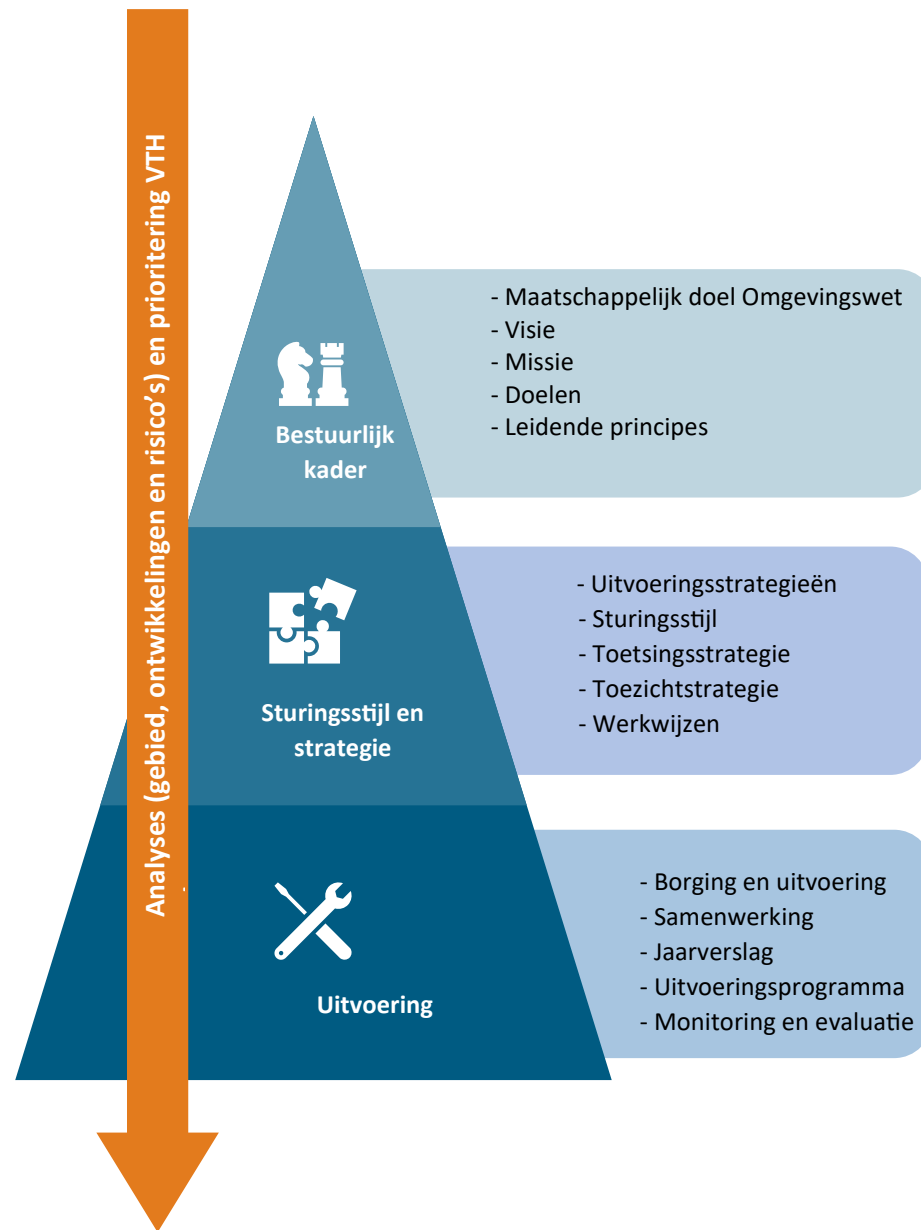 Analyses (gebied, ontwikkelingen en risico's) en prioritering VTH
Bestuurlijk
kader
- Maatschappelijk doel Omgevingswet
- Visie
- Missie
- Doelen
- Leidende principes
Sturingsstijl en
strategie
- Uitvoeringsstrategieën
- Sturingsstijl
- Toetsingsstrategie
- Toezichtstrategie
- Werkwijzen
Uitvoering
- Borging en uitvoering
- Samenwerking
- Jaarverslag
- Uitvoeringsprogramma
- Monitoring en evaluatie